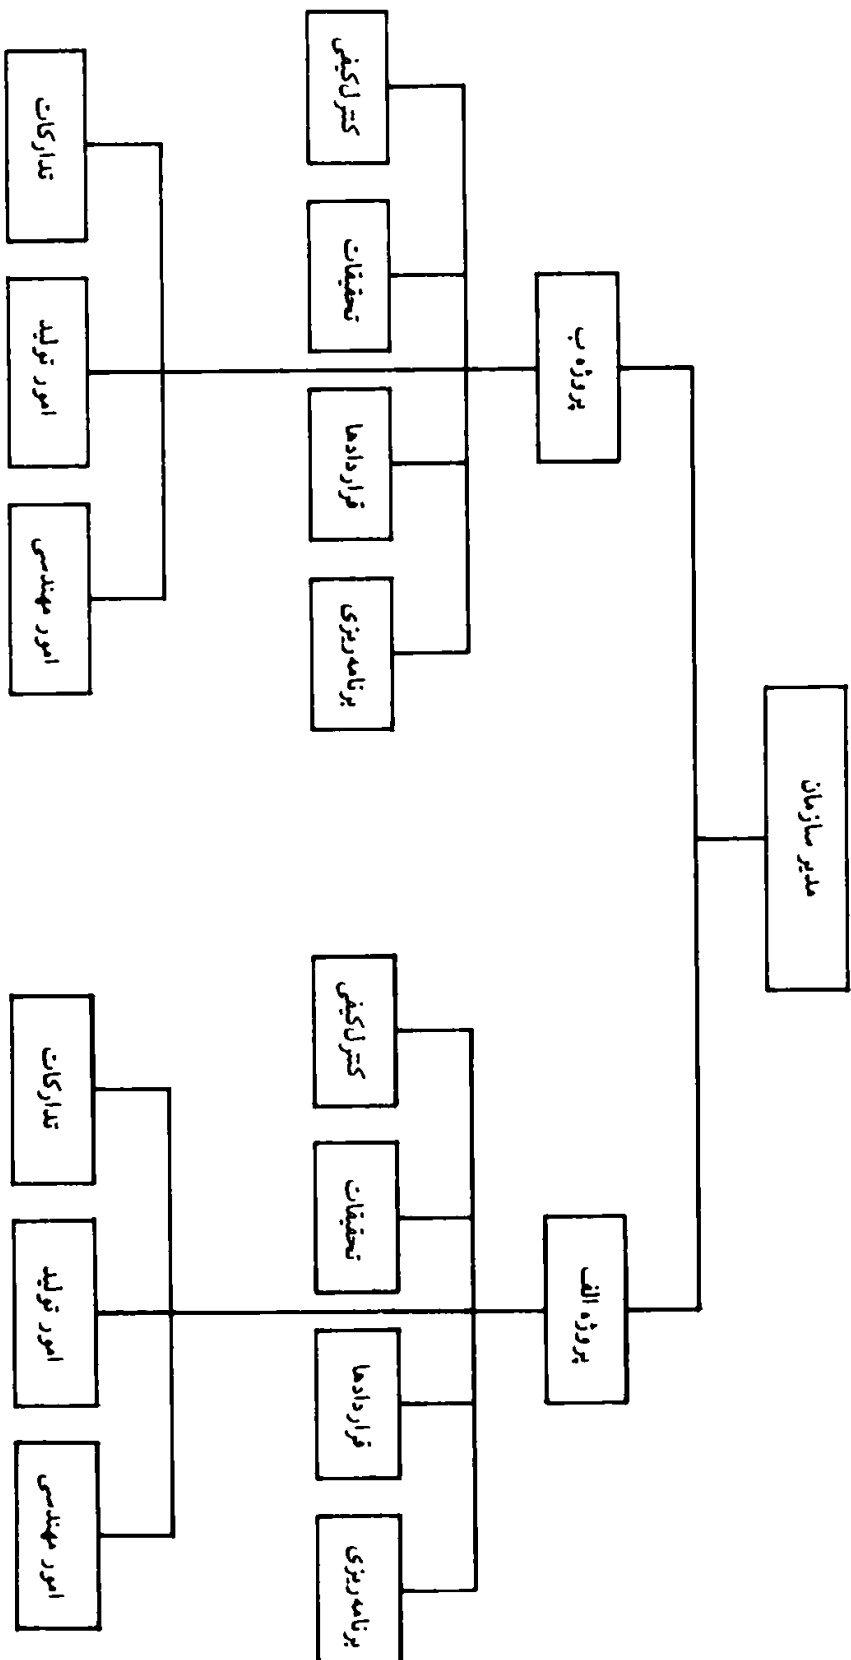 مدیر سازمان
پروژه الف
پروژه ب
برنامه‌ریزی
قراردادها
تحقیقات
کنترل کیفی
برنامه‌ریزی
قراردادها
تحقیقات
کنترل کیفی
امور مهندسی
امور تولید
تدارکات
امور مهندسی
امور تولید
تدارکات